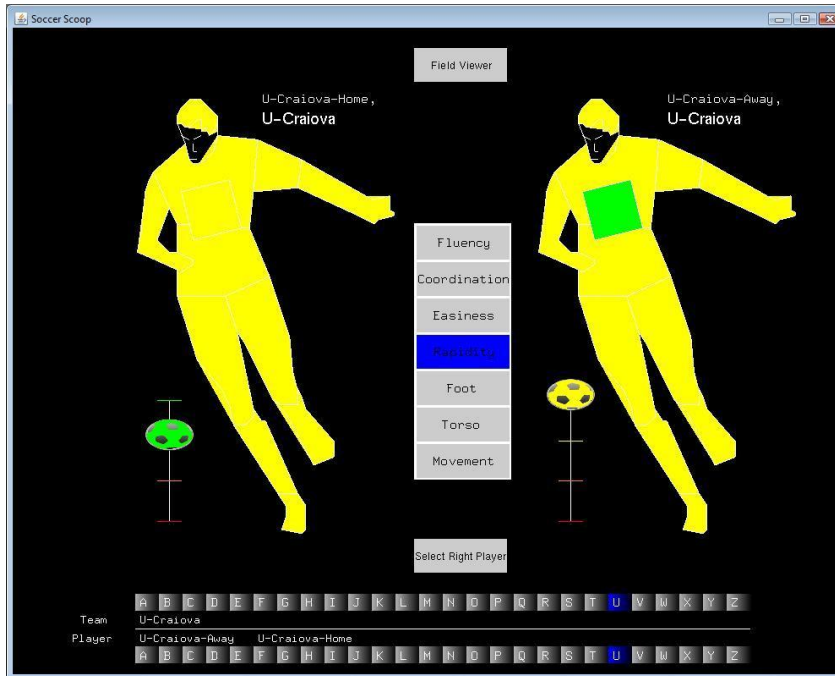 Soccer Scoop
Field Viewer
U-Craiova-Home,
U-Craiova
U-Craiova-Away,
U-Craiova
Fluency
Coordination
Easiness
Rapidity
Foot
Torso
Movement
Select Right Player
A B C D E F G H I J K L M N O P Q R S T U V W X Y Z
Team U-Craiova
Player U-Craiova-Away U-Craiova-Home
A B C D E F G H I J K L M N O P Q R S T U V W X Y Z